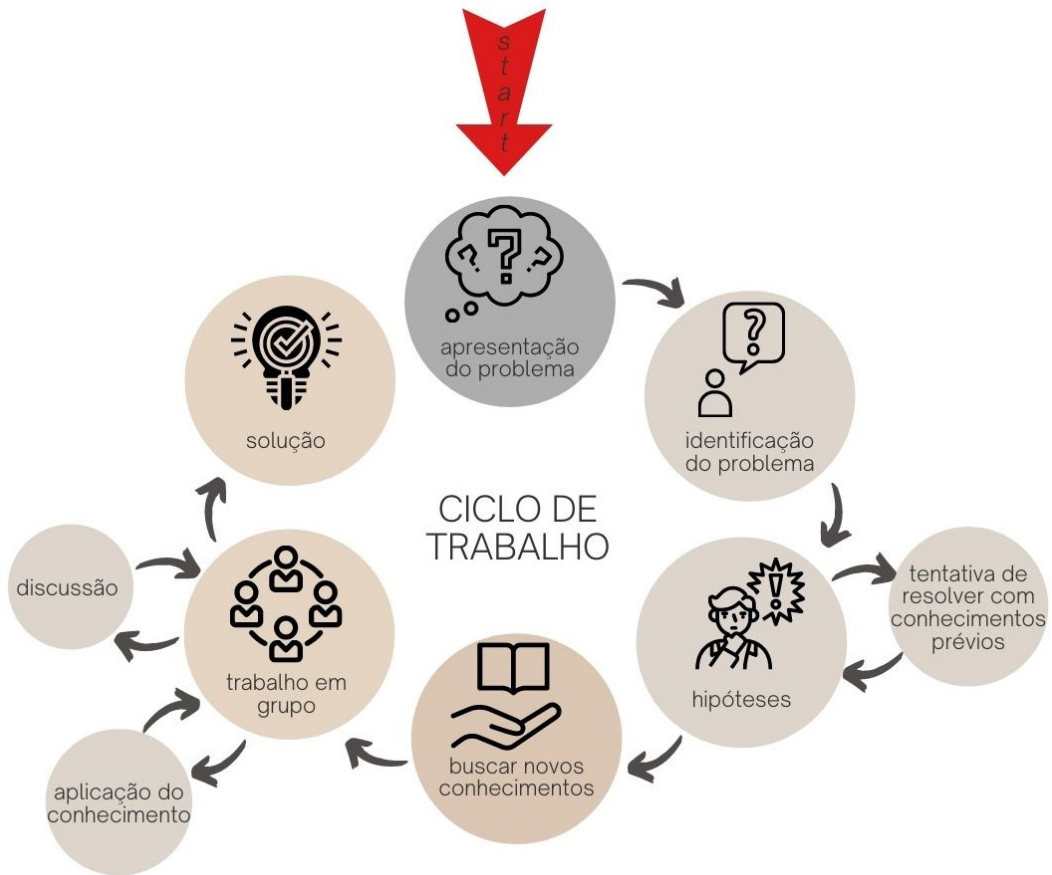 start
apresentação
do problema
identificação
do problema
solução
CICLO DE
TRABALHO
discussão
tentativa de
resolver com
conhecimentos
prévios
trabalho em
grupo
hipóteses
buscar novos
conhecimentos
aplicação do
conhecimento